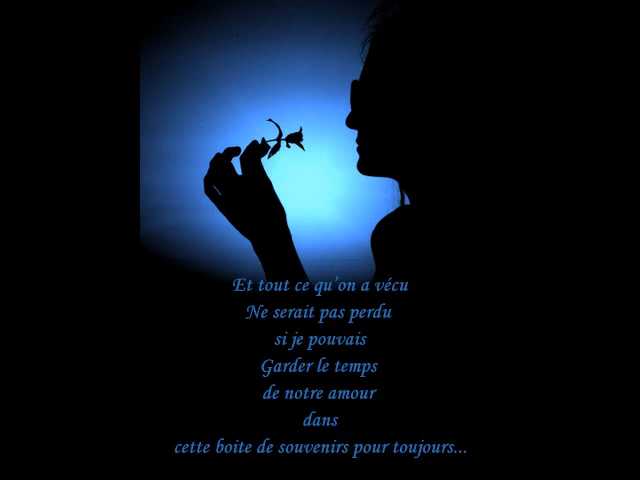 Et tout ce qu'on a vécu
Ne serait pas perdu
si je pouvais
Garder le temps
de notre amour
dans
cette boite de souvenirs pour toujours...